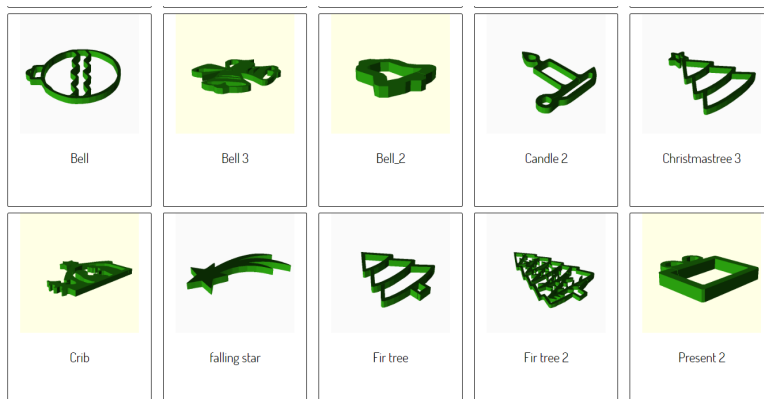 Bell
Bell 3
Bell_2
Candle 2
Christmastree 3
Crib
falling star
Fir tree
Fir tree 2
Present 2